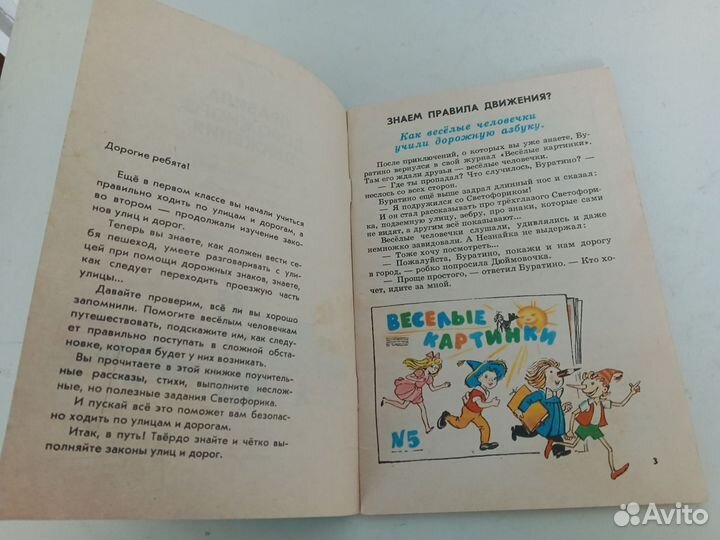 Дорогие ребята!
Ещё в первом классе вы начали учиться
правильно ходить по улицам и дорогам, а
во втором — продолжали изучение зако-
нов улиц и дорог.
Теперь вы знаете, как должен вести се-
бя пешеход, умеете разговаривать с ули-
цей при помощи дорожных знаков, знаете,
как следует переходить проезжую часть
улицы...
Давайте проверим, всё ли вы хорошо
запомнили. Помогите весёлым человечкам
путешествовать, подскажите им, как следу-
ет правильно поступать в сложной обста-
новке, которая будет у них возникать.
Вы прочитаете в этой книжке поучитель-
ные рассказы, стихи, выполните неслож-
ные, но полезные задания Светофорика.
И пускай всё это поможет вам безопас-
но ходить по улицам и дорогам.
Итак, в путь! Твёрдо знайте и чётко вы-
полняйте законы улиц и дорог.
ЗНАЕМ ПРАВИЛА ДВИЖЕНИЯ?
Как весёлые человечки
учили дорожную азбуку.
После приключений, о которых вы уже знаете, Бу-
ратино вернулся в свой журнал «Весёлые картинки».
Там его ждали друзья — весёлые человечки.
— Где ты пропадал? Что случилось, Буратино? —
неслось со всех сторон.
Буратино ещё выше задрал длинный нос и сказал:
— Я подружился со Светофориком!
И он стал рассказывать про трёхглазого Светофори-
ка, подземную улицу, зебру, про знаки, которые сами
не видят, а другим всё показывают...
Весёлые человечки слушали, удивлялись и даже
немножко завидовали. А Незнайка не выдержал:
— Тоже хочу посмотреть...
— Пожалуйста, Буратино, покажи и нам дорогу
в город, — робко попросила Дюймовочка.
— Проще простого, — ответил Буратино. — Кто хо-
чет, идите за мной.
ВЕСЕЛЫЕ
КАРТИНКИ
№5
3
Avito